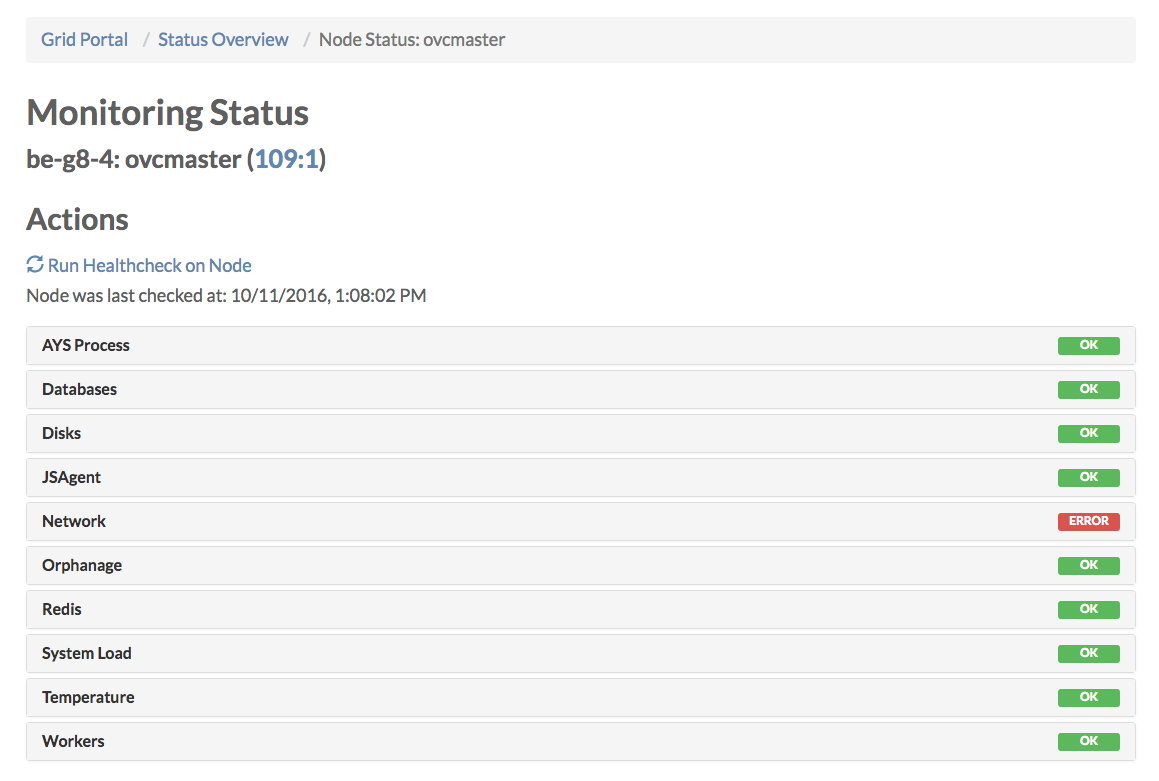 Grid Portal / Status Overview / Node Status: ovcmaster
Monitoring Status
be-g8-4: ovcmaster (109:1)
Actions
Run Healthcheck on Node
Node was last checked at: 10/11/2016, 1:08:02 PM
AYS Process OK
Databases OK
Disks OK
JSAgent OK
Network ERROR
Orphanage OK
Redis OK
System Load OK
Temperature OK
Workers OK